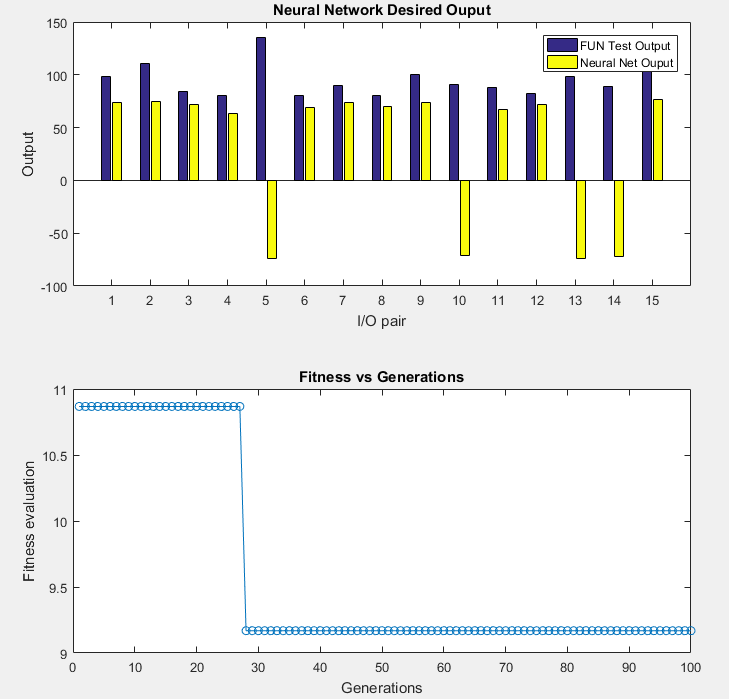 Neural Network Desired Ouput
150
100
50
0
-50
-100
Output
FUN Test Output
Neural Net Ouput
1 2 3 4 5 6 7 8 9 10 11 12 13 14 15
I/O pair
Fitness vs Generations
11
10.5
10
9.5
9
Fitness evaluation
0 10 20 30 40 50 60 70 80 90 100
Generations